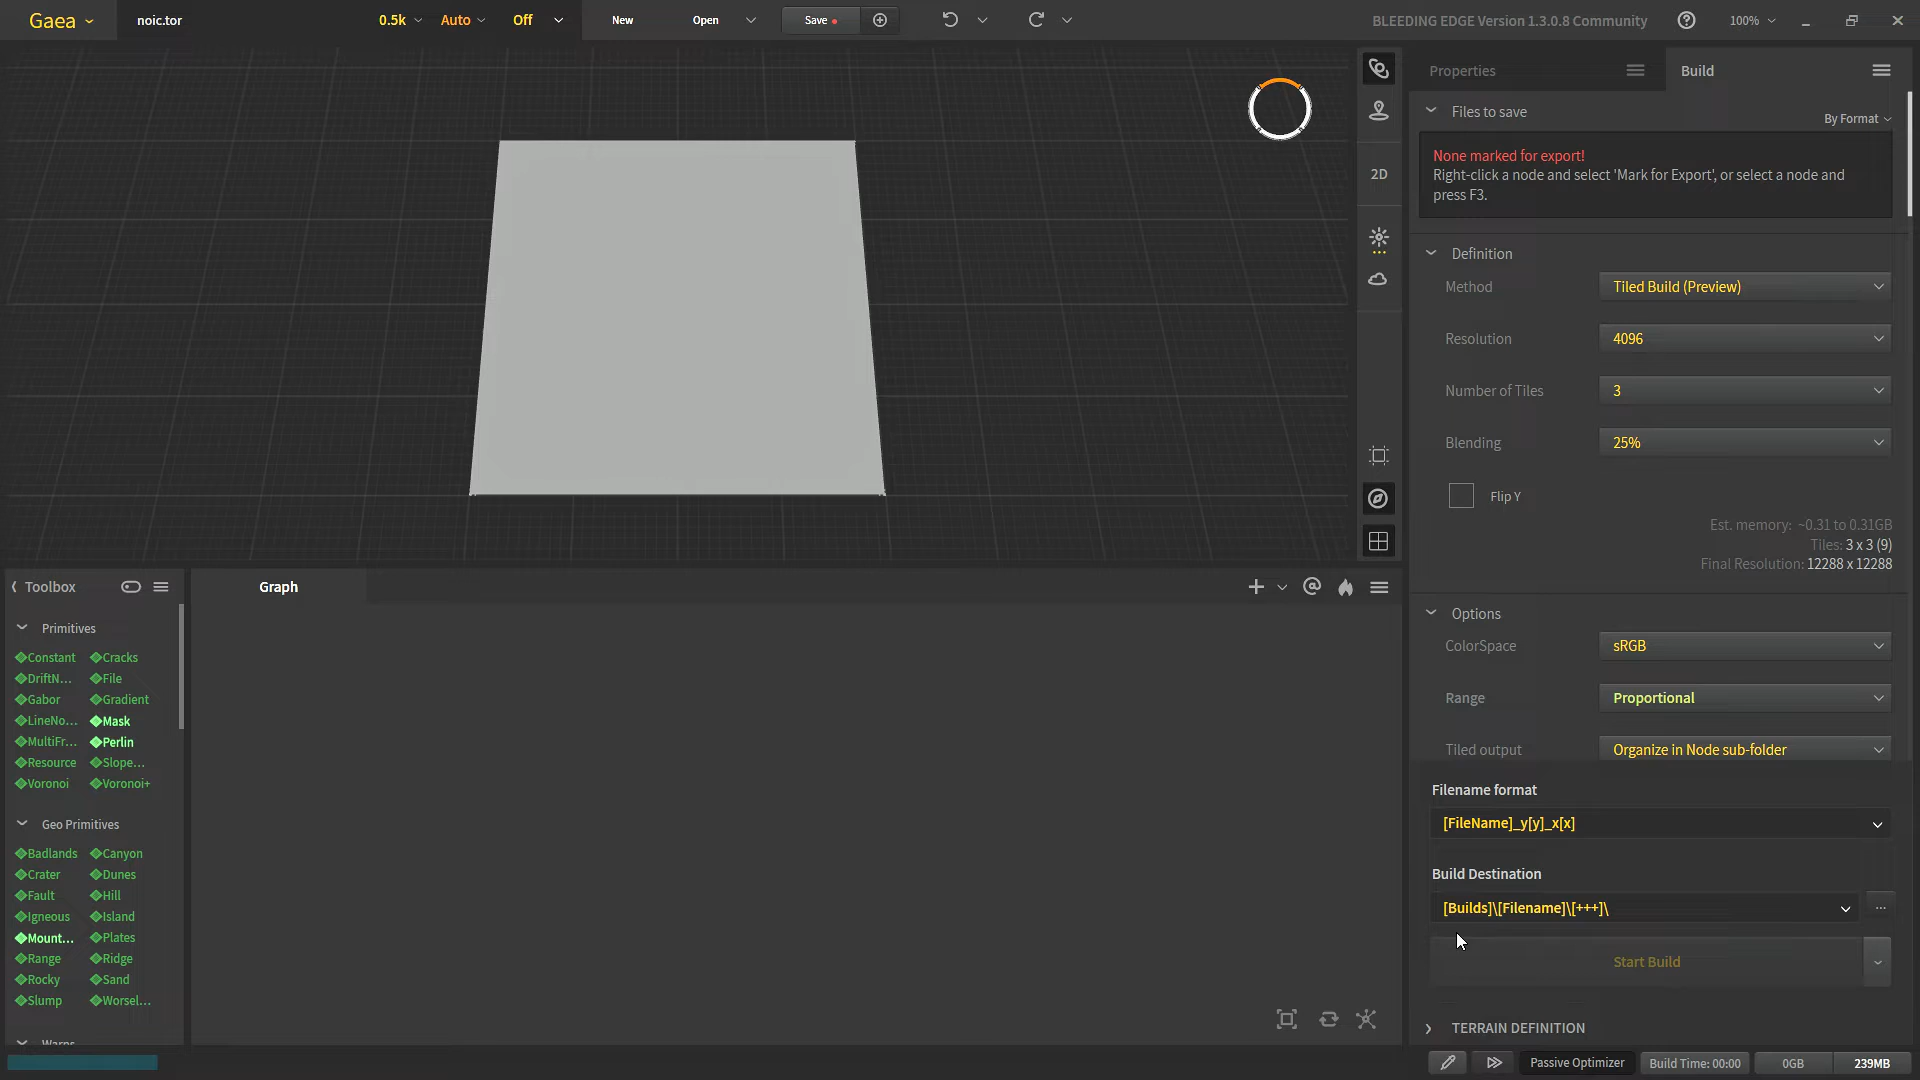 Gaea
noic.tor
0.5k
Auto
Off
New
Open
Save
BLEEDING EDGE Version 1.3.0.8 Community
100%
Properties
Build
Files to save
By Format
None marked for export!
Right-click a node and select 'Mark for Export', or select a node and
press F3.
2D
Definition
Method
Tiled Build (Preview)
Resolution
4096
Number of Tiles
3
Blending
25%
Flip Y
Est. memory: ~0.31 to 0.31GB
Tiles: 3 x 3 (9)
Final Resolution: 12288 x 12288
Options
ColorSpace
sRGB
Range
Proportional
Tiled output
Organize in Node sub-folder
Filename format
[FileName]_y[y]_x[x]
Build Destination
[Builds]\[Filename]\[+++]\
...
Start Build
TERRAIN DEFINITION
Toolbox
Graph
Primitives
Constant
Cracks
DriftN...
File
Gabor
Gradient
LineNo...
Mask
MultiFr...
Perlin
Resource
Slope...
Voronoi
Voronoi+
Geo Primitives
Badlands
Canyon
Crater
Dunes
Fault
Hill
Igneous
Island
Mount...
Plates
Range
Ridge
Rocky
Sand
Slump
Worsel...
Warps
Passive Optimizer
Build Time: 00:00
0GB
239MB